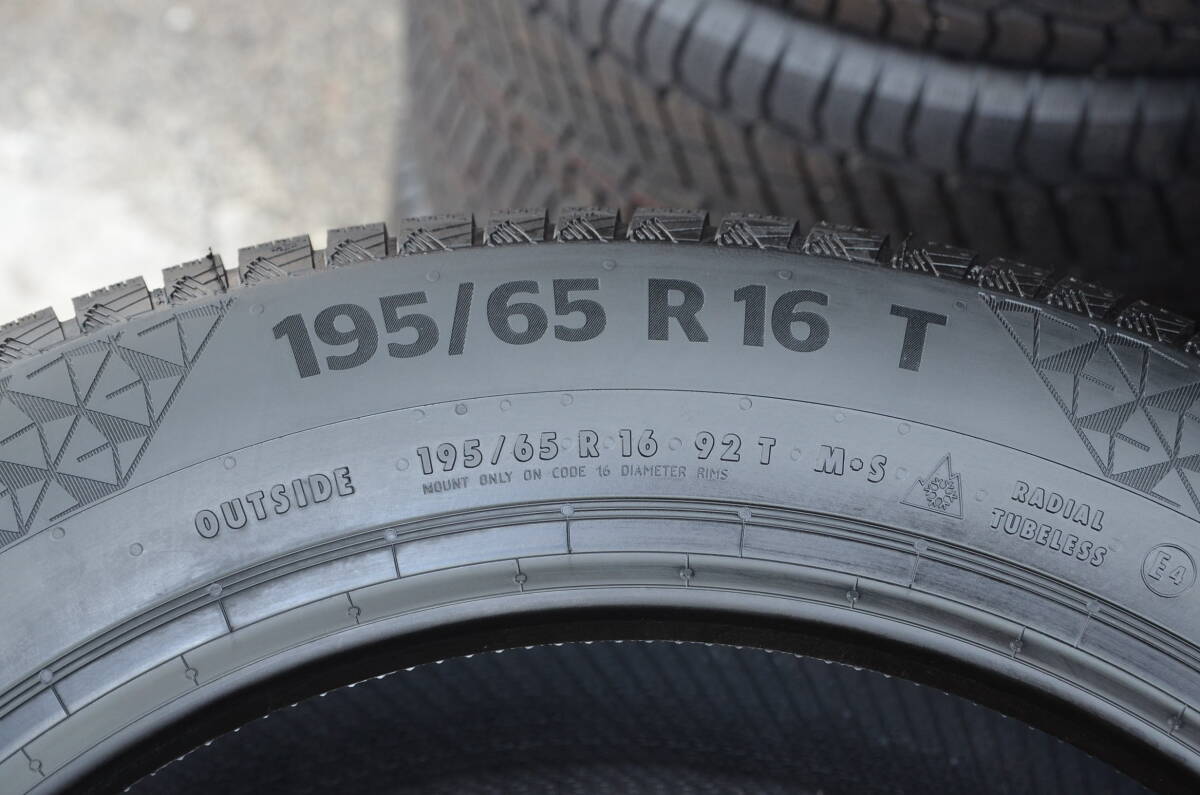 195/65 R 16 T
OUTSIDE
195/65 R 16 92 T M•S
MOUNT ONLY ON CODE 16 DIAMETER RIMS
RADIAL
TUBELESS
E4